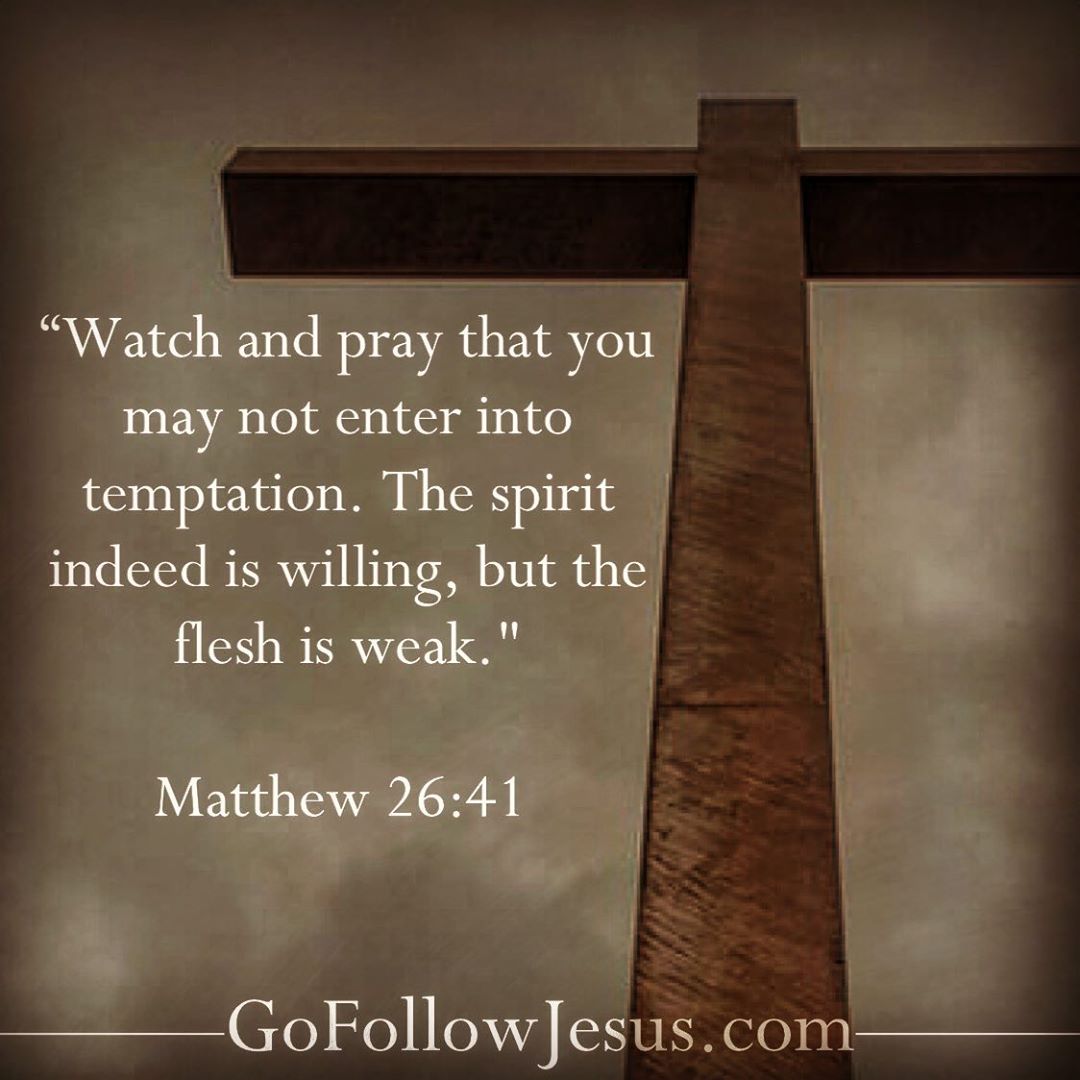 “Watch and pray that you
may not enter into
temptation. The spirit
indeed is willing, but the
flesh is weak."
Matthew 26:41
GoFollowJesus.com